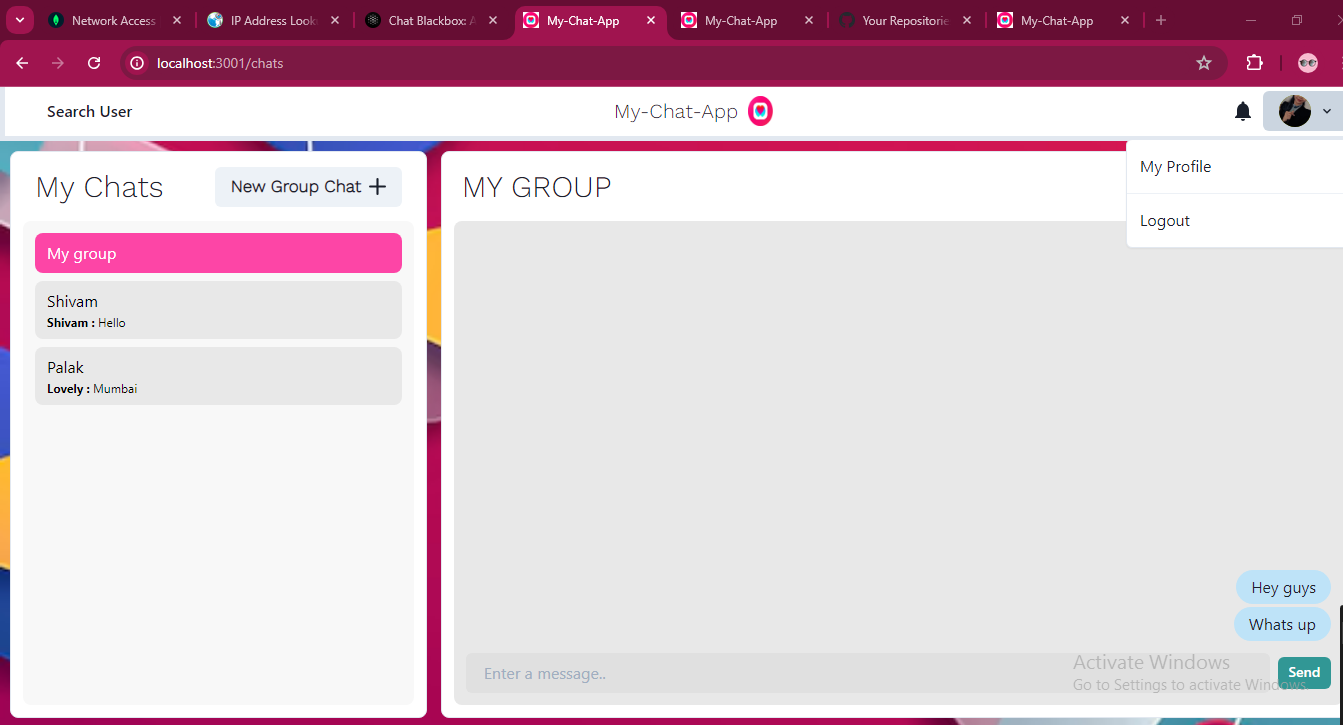 Network Access
IP Address Look
Chat Blackbox: A
My-Chat-App
My-Chat-App
Your Repositorie
My-Chat-App
localhost:3001/chats
Search User
My-Chat-App
My Profile
Logout
My Chats
New Group Chat
My group
Shivam
Shivam : Hello
Palak
Lovely : Mumbai
MY GROUP
Hey guys
Whats up
Enter a message..
Send
Activate Windows
Go to Settings to activate Windows.